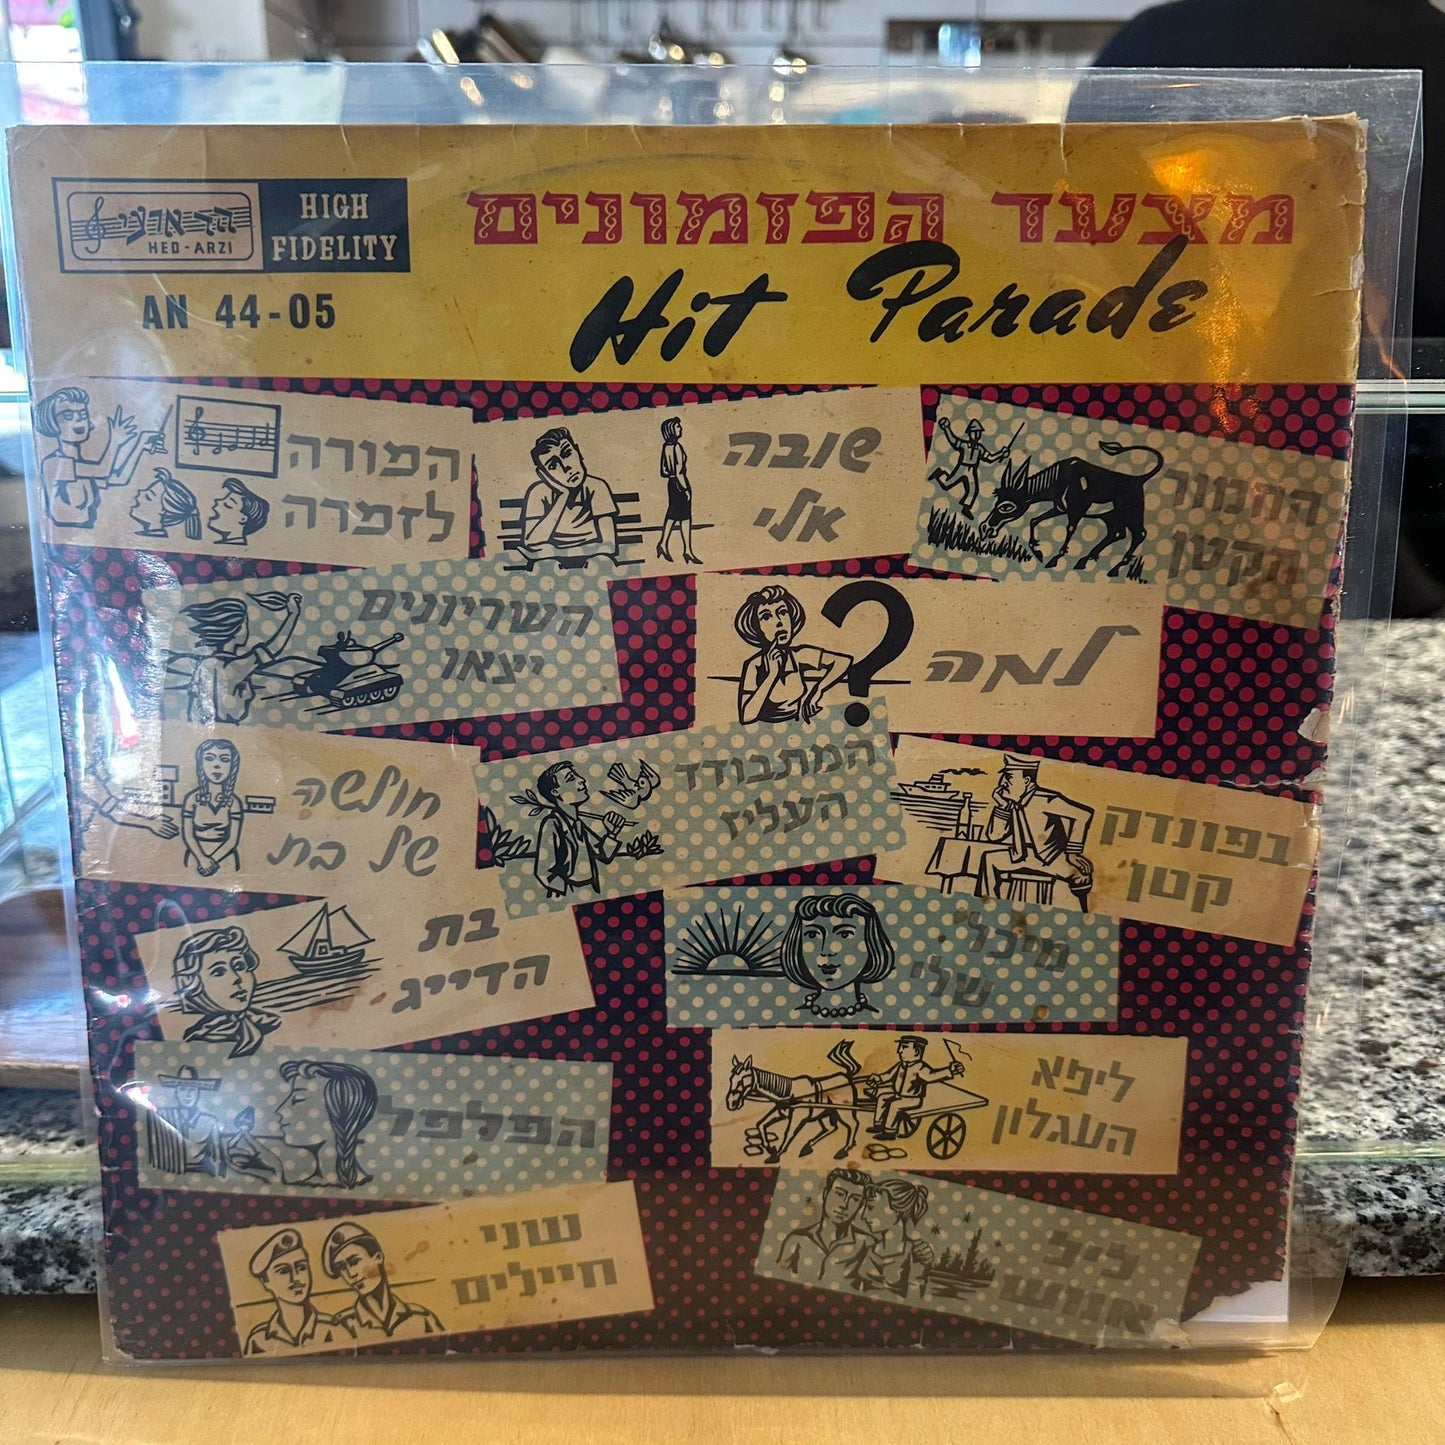 הד ארצי
HED-ARZI
HIGH
FIDELITY
AN 44-05
מצעד הפזמונים
Hit Parade
המורה
לזמרה
שובה
אלי
החמור
הקטן
השריונים
יצאו
למה
?
חולשה
של בת
המתבודד
העליז
בפונדק
קטן
בת
הדייג
מיכל
שלי
הפלפל
ליפא
העגלון
שני
חיילים
ליל
אנוש